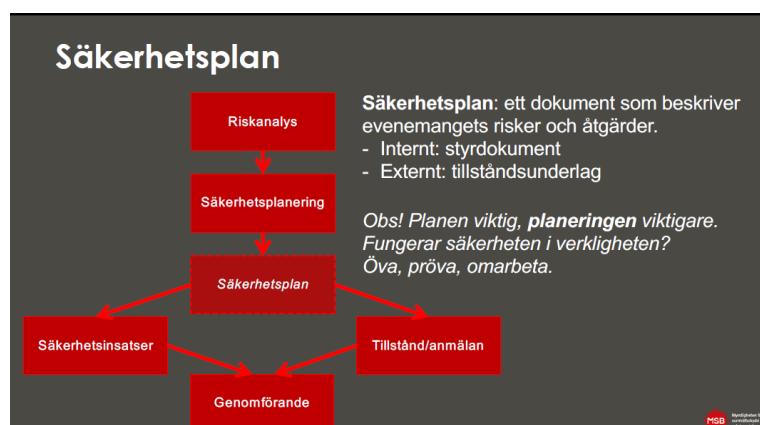 Säkerhetsplan
Riskanalys
Säkerhetsplanering
Säkerhetsplan
Säkerhetsinsatser
Tillstånd/anmälan
Genomförande
Säkerhetsplan: ett dokument som beskriver
evenemangets risker och åtgärder.
- Internt: styrdokument
- Externt: tillståndsunderlag
Obs! Planen viktig, planeringen viktigare.
Fungerar säkerheten i verkligheten?
Öva, pröva, omarbeta.
MSB